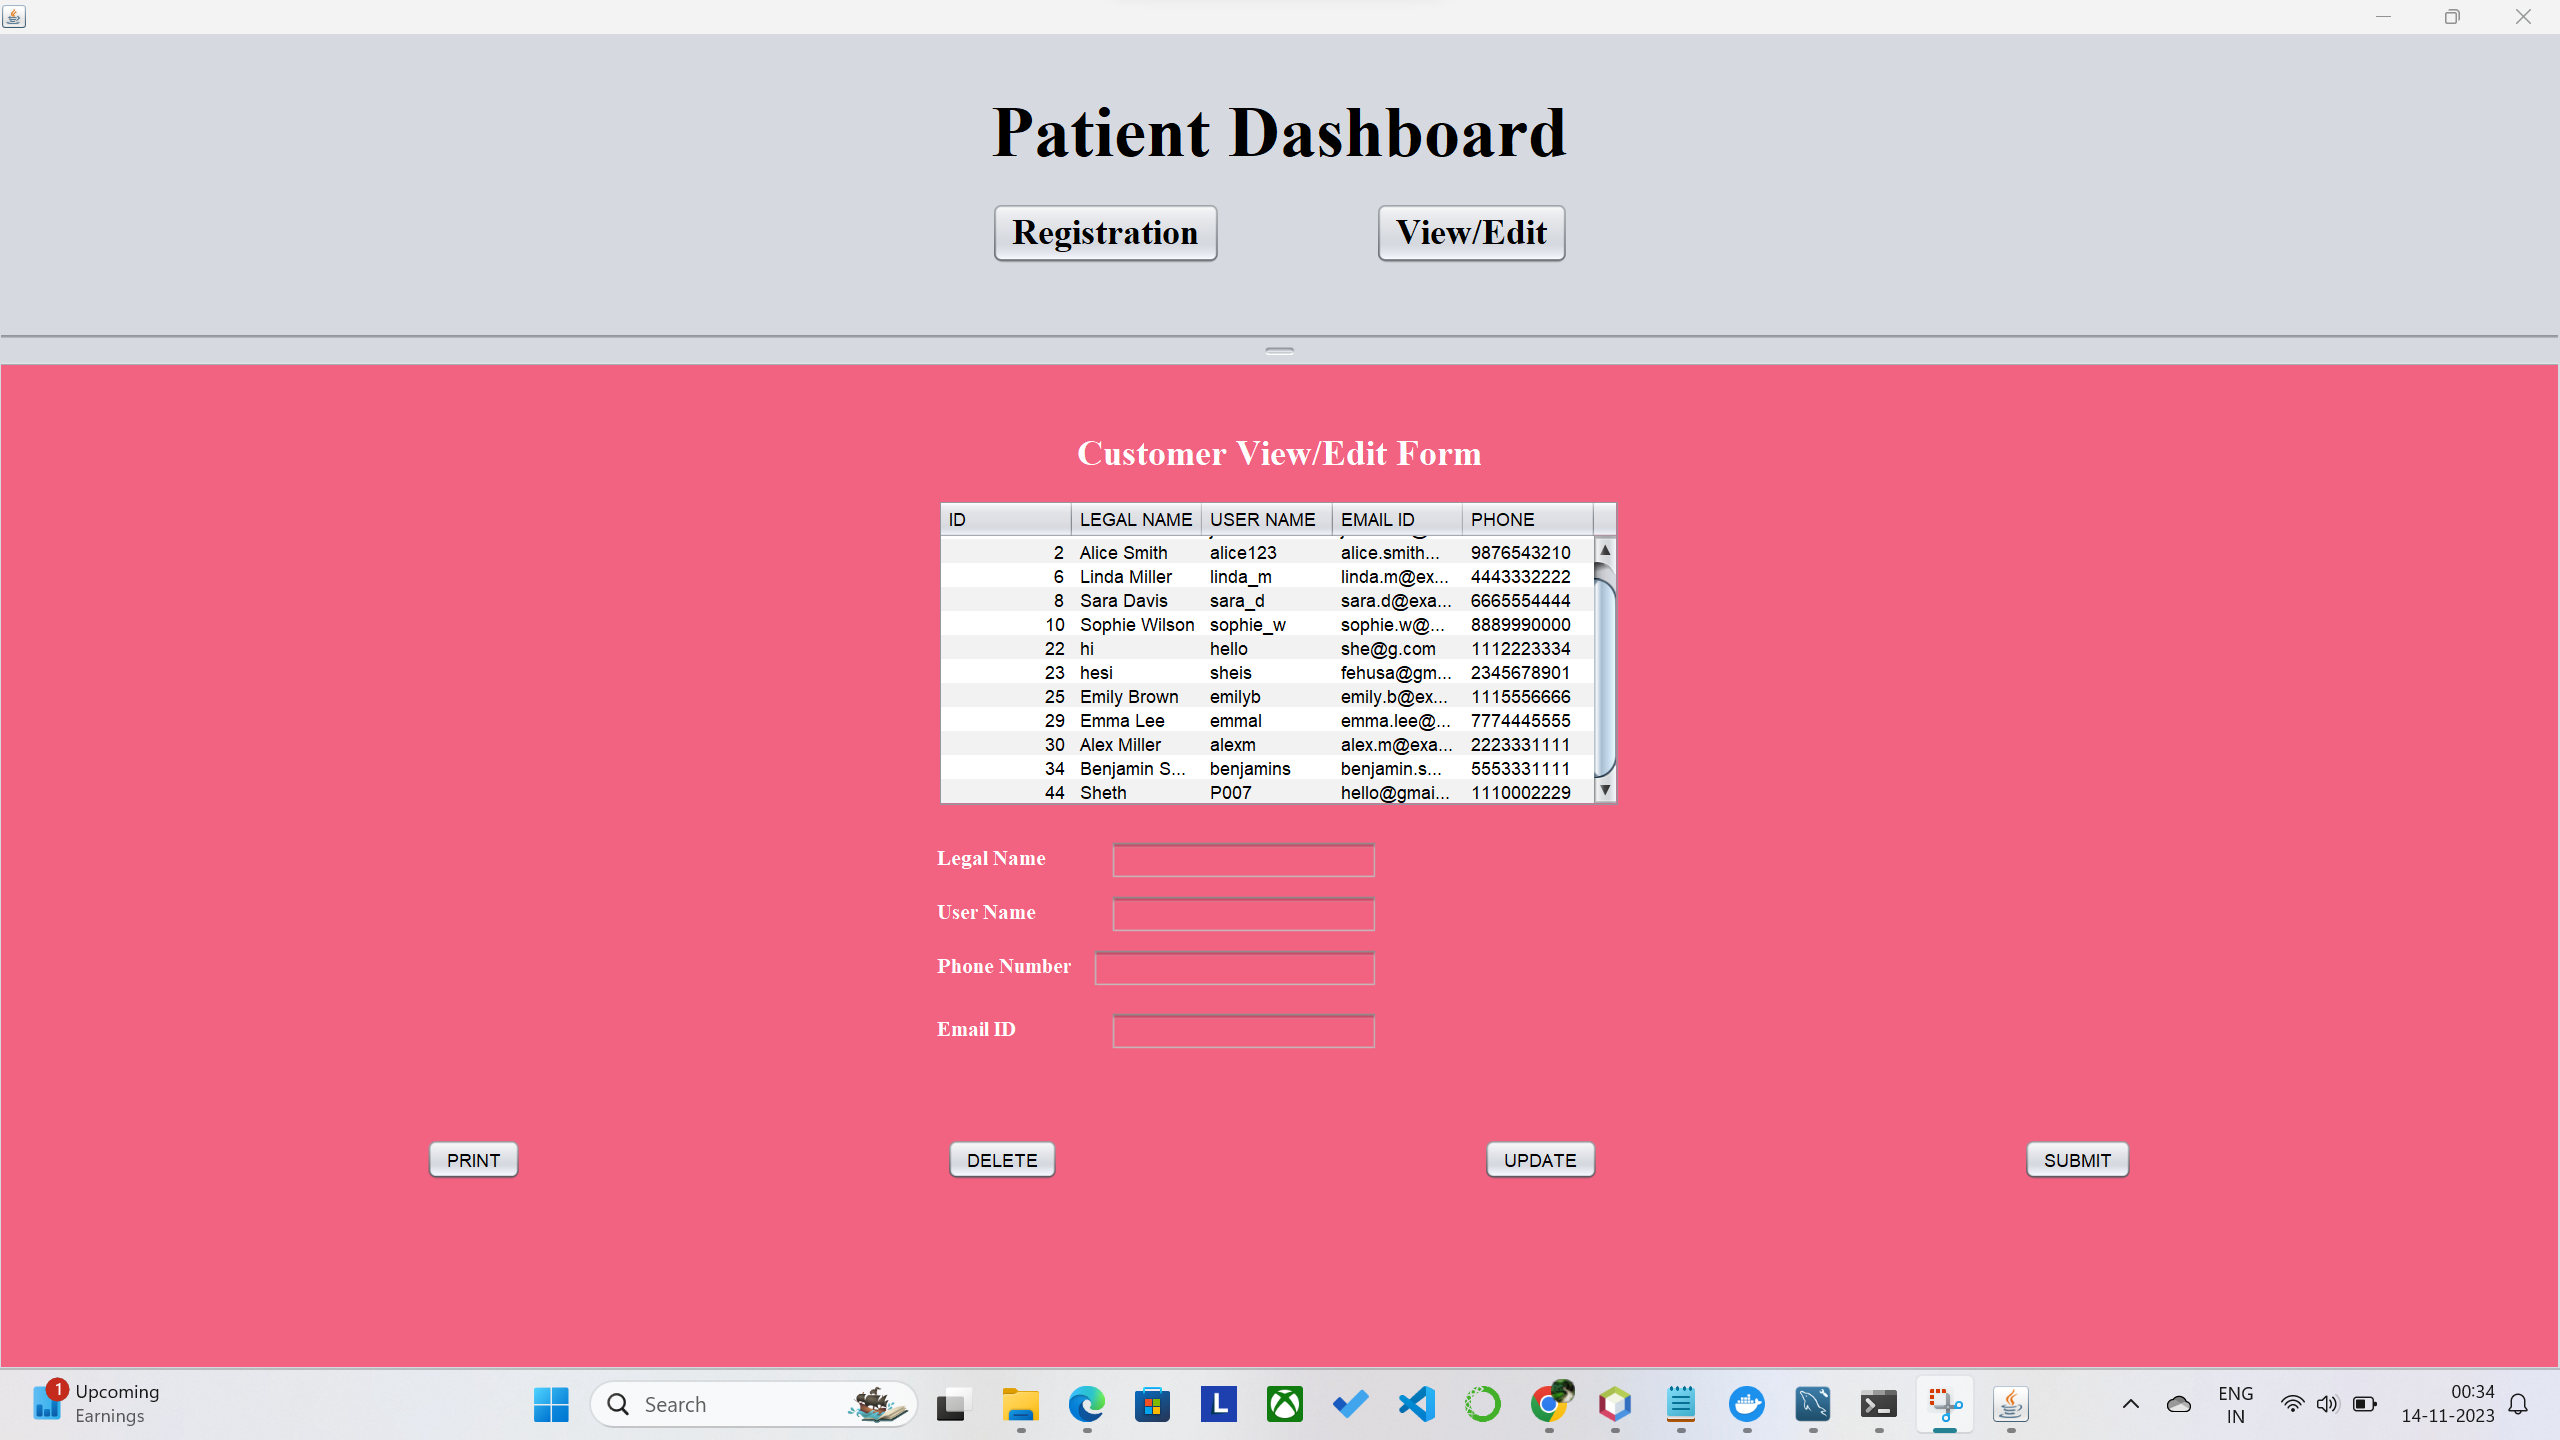 Patient Dashboard
Registration View/Edit
Customer View/Edit Form
ID LEGAL NAME USER NAME EMAIL ID PHONE
2 Alice Smith alice123 alice.smith... 9876543210
6 Linda Miller linda_m linda.m@ex... 4443332222
8 Sara Davis sara_d sara.d@exa... 6665554444
10 Sophie Wilson sophie_w sophie.w@... 8889990000
22 hi hello she@g.com 1112223334
23 hesi sheis fehusa@gm... 2345678901
25 Emily Brown emilyb emily.b@ex... 1115556666
29 Emma Lee emmal emma.lee@... 7774445555
30 Alex Miller alexm alex.m@exa... 2223331111
34 Benjamin S... benjamins benjamin.s... 5553331111
44 Sheth P007 hello@gmai... 1110002229
Legal Name
User Name
Phone Number
Email ID
PRINT DELETE UPDATE SUBMIT
1 Upcoming
Earnings
Search
L
ENG
IN
00:34
14-11-2023